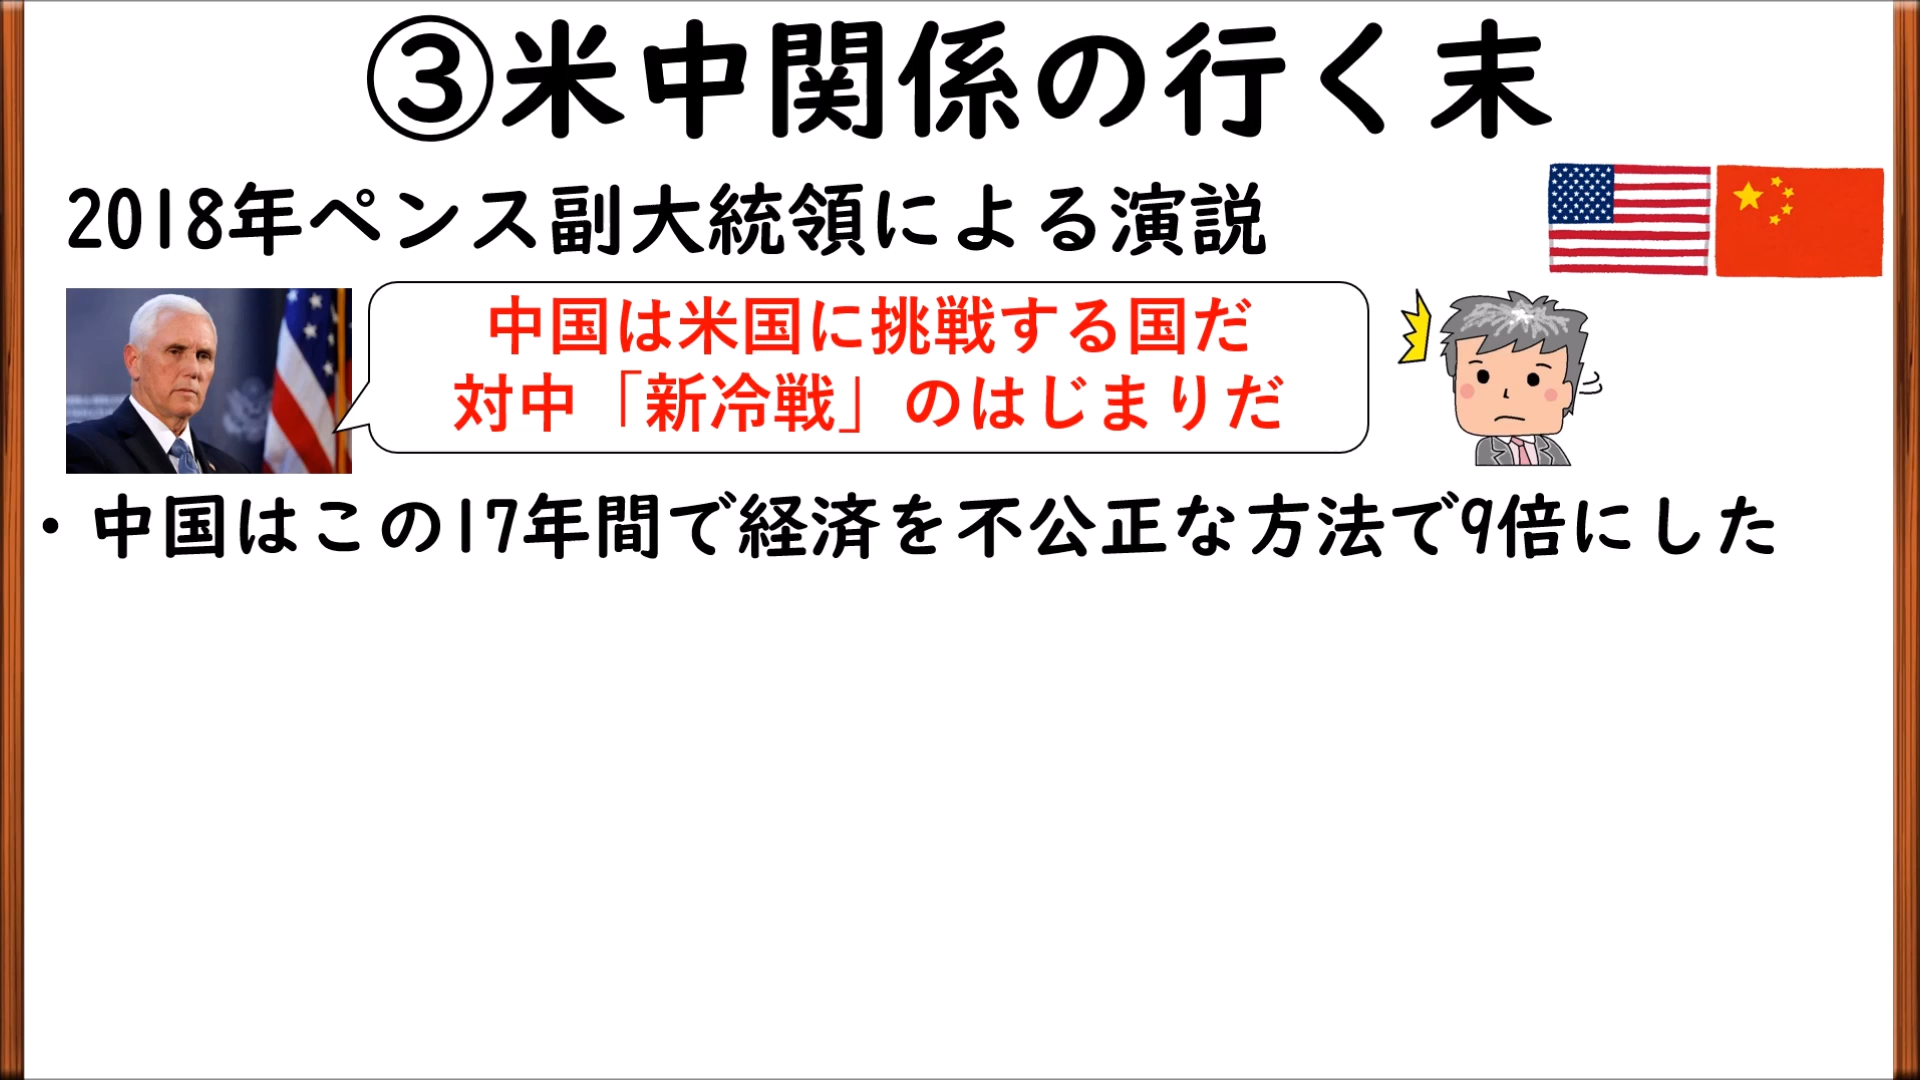 ③米中関係の行く末
2018年ペンス副大統領による演説
中国は米国に挑戦する国だ
対中「新冷戦」のはじまりだ
・中国はこの17年間で経済を不公正な方法で9倍にした